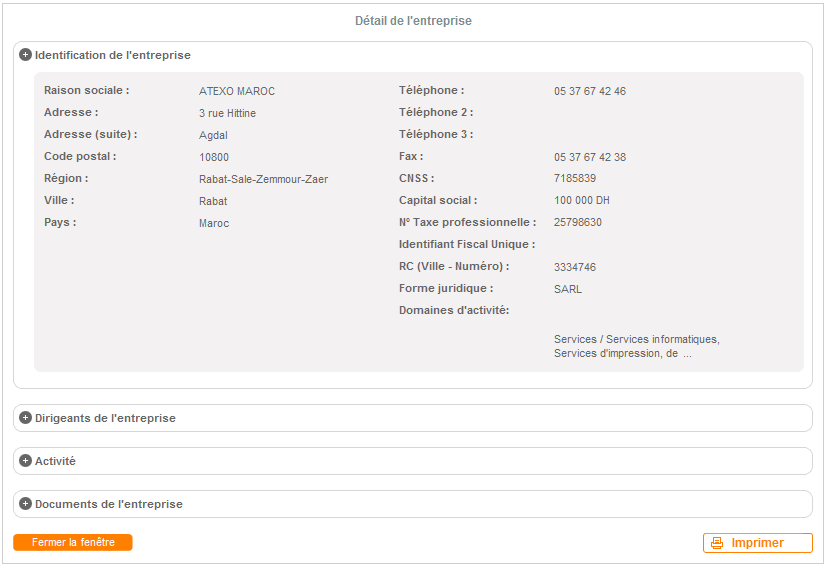 Détail de l'entreprise
Identification de l'entreprise
Raison sociale : ATEXO MAROC
Adresse : 3 rue Hittine
Adresse (suite) : Agdal
Code postal : 10800
Région : Rabat-Sale-Zemmour-Zaer
Ville : Rabat
Pays : Maroc
Téléphone : 05 37 67 42 46
Téléphone 2 :
Téléphone 3 :
Fax : 05 37 67 42 38
CNSS : 7185839
Capital social : 100 000 DH
N° Taxe professionnelle : 25798630
Identifiant Fiscal Unique :
RC (Ville - Numéro) : 3334746
Forme juridique : SARL
Domaines d'activité:
Services / Services informatiques,
Services d'impression, de ...
Dirigeants de l'entreprise
Activité
Documents de l'entreprise
Fermer la fenêtre
Imprimer